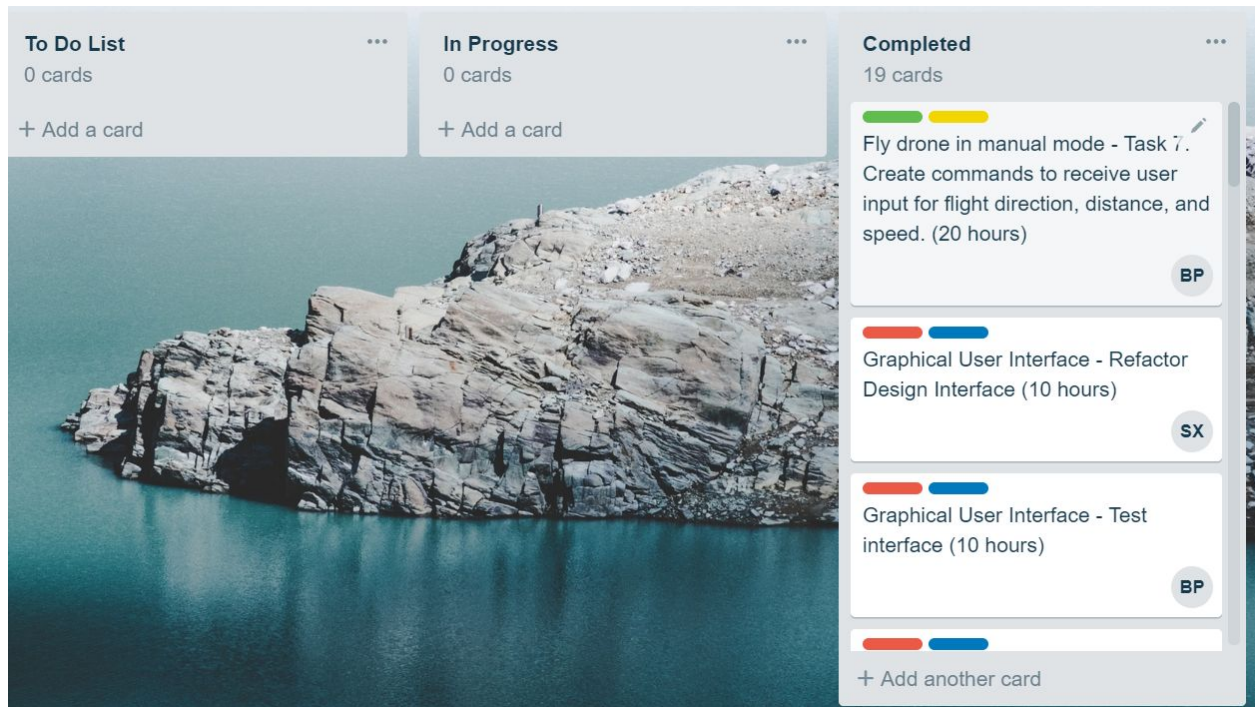 To Do List
0 cards
+ Add a card
In Progress
0 cards
+ Add a card
Completed
19 cards
Fly drone in manual mode - Task 7.
Create commands to receive user
input for flight direction, distance, and
speed. (20 hours)
BP
Graphical User Interface - Refactor
Design Interface (10 hours)
SX
Graphical User Interface - Test
interface (10 hours)
BP
+ Add another card